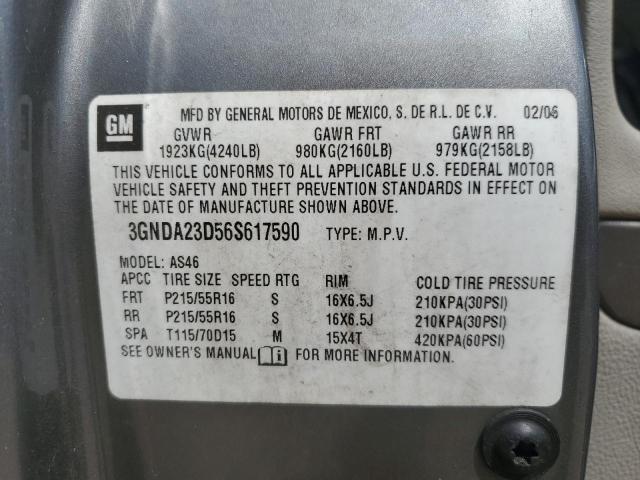 GM
MFD BY GENERAL MOTORS DE MEXICO, S. DE R.L. DE C.V. 02/06
GVWR GAWR FRT GAWR RR
1923KG(4240LB) 980KG(2160LB) 979KG(2158LB)
THIS VEHICLE CONFORMS TO ALL APPLICABLE U.S. FEDERAL MOTOR
VEHICLE SAFETY AND THEFT PREVENTION STANDARDS IN EFFECT ON
THE DATE OF MANUFACTURE SHOWN ABOVE.
3GNDA23D56S617590 TYPE: M.P.V.
MODEL: AS46
APCC TIRE SIZE SPEED RTG RIM COLD TIRE PRESSURE
FRT P215/55R16 S 16X6.5J 210KPA(30PSI)
RR P215/55R16 S 16X6.5J 210KPA(30PSI)
SPA T115/70D15 M 15X4T 420KPA(60PSI)
SEE OWNER'S MANUAL FOR MORE INFORMATION.